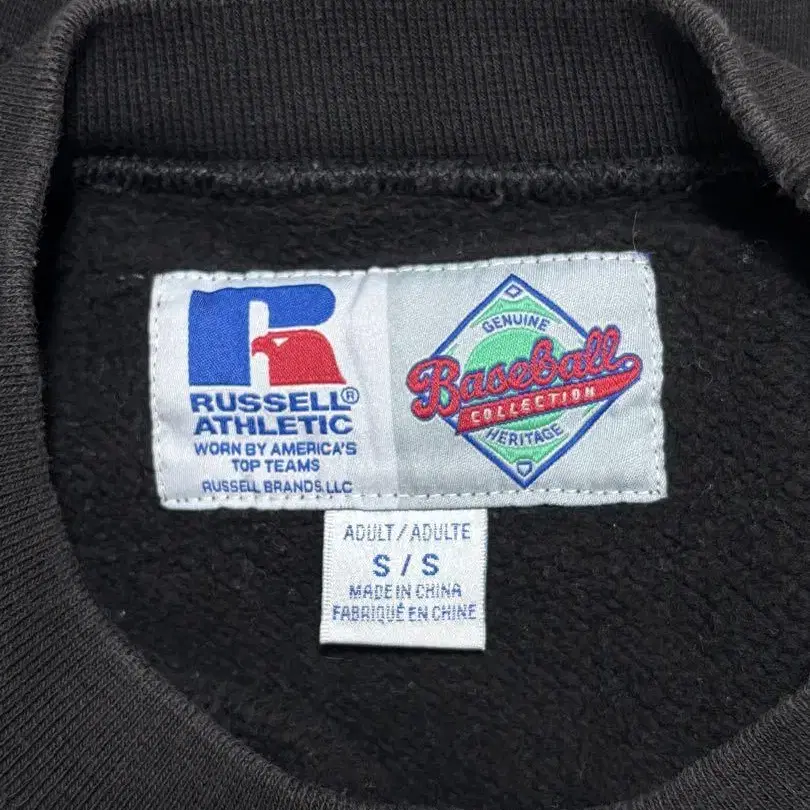 RUSSELL®
ATHLETIC
WORN BY AMERICA'S
TOP TEAMS
RUSSELL BRANDS, LLC
GENUINE
Baseball
COLLECTION
HERITAGE
ADULT / ADULTE
S / S
MADE IN CHINA
FABRIQUÉ EN CHINE